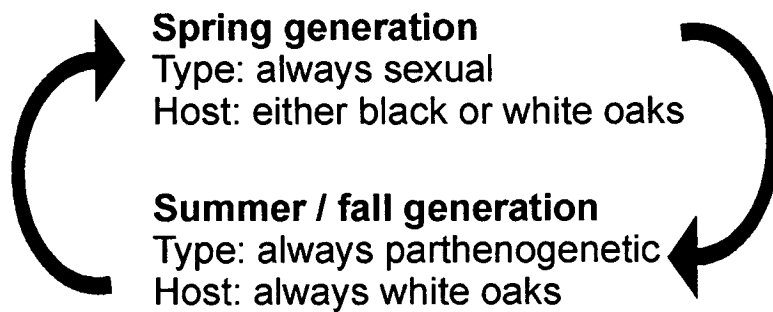 Spring generation
Type: always sexual
Host: either black or white oaks
Summer / fall generation
Type: always parthenogenetic
Host: always white oaks